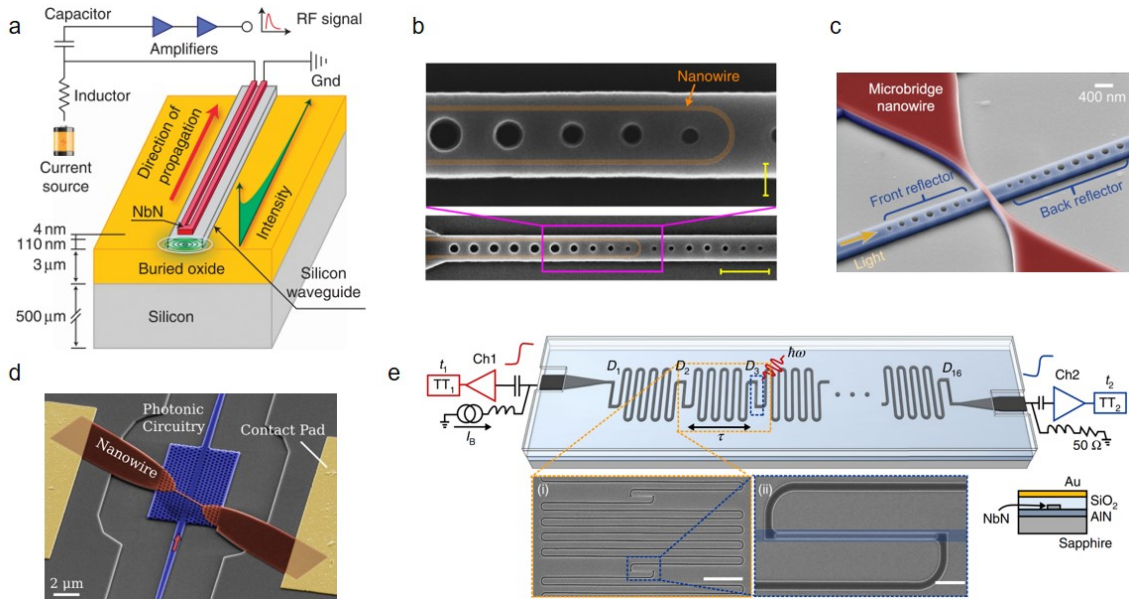 a
Capacitor
Amplifiers
RF signal
Gnd
Inductor
Current
source
Direction of
propagation
Intensity
NbN
4 nm
110 nm
3 μm
500 μm
Buried oxide
Silicon
waveguide
Silicon
b
Nanowire
c
Microbridge
nanowire
400 nm
Front reflector
Back reflector
Light
d
Photonic
Circuitry
Contact Pad
Nanowire
2 μm
e
t1
Ch1
TT1
IB
D1
D2
D3
ħω
D16
τ
Ch2
t2
TT2
50 Ω
(i)
(ii)
Au
SiO2
NbN
AlN
Sapphire